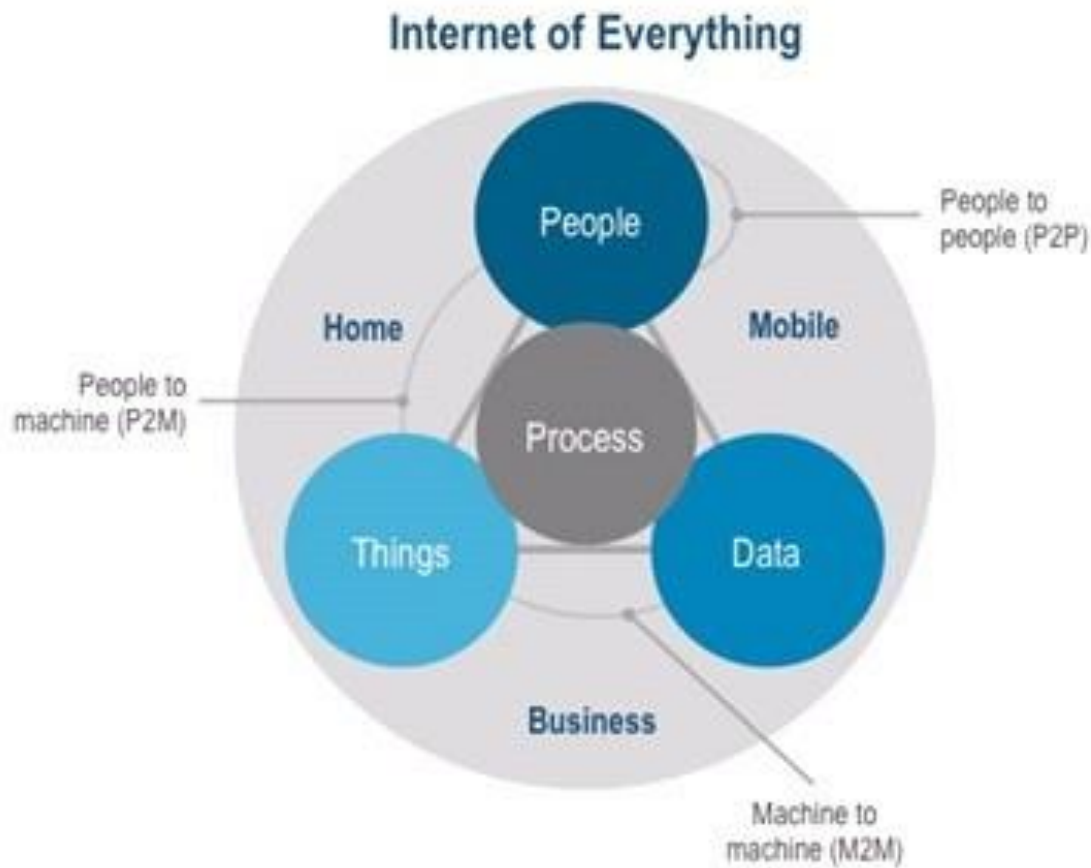 Internet of Everything
People
People to
people (P2P)
Home
Mobile
People to
machine (P2M)
Process
Things
Data
Business
Machine to
machine (M2M)